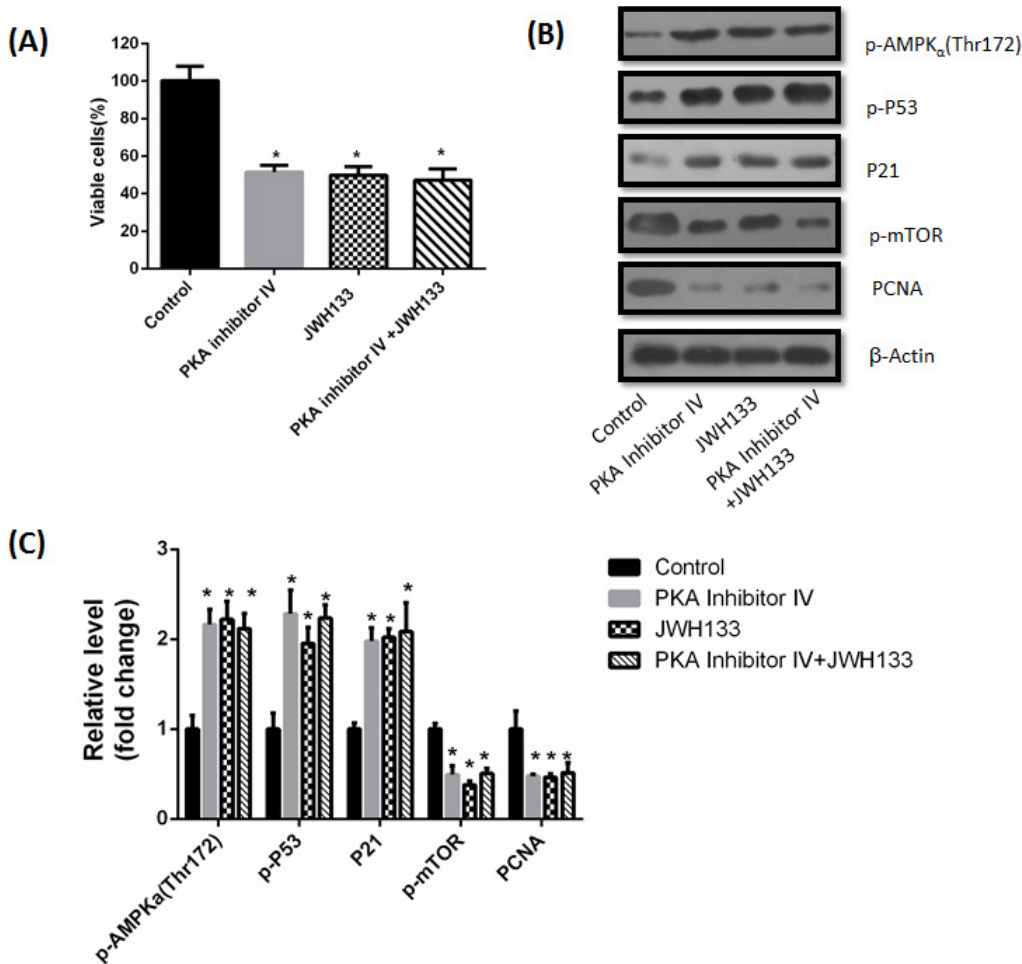 (A)
120
100
80
60
40
20
0
Viable cells(%)
*
*
*
Control
PKA inhibitor IV
JWH133
PKA inhibitor IV +JWH133
(B)
p-AMPKα(Thr172)
p-P53
P21
p-mTOR
PCNA
β-Actin
Control
PKA Inhibitor IV
JWH133
PKA Inhibitor IV
+JWH133
(C)
3
2
1
0
Relative level
(fold change)
* * *
* * *
* * *
* * *
* * *
p-AMPKa(Thr172)
p-P53
P21
p-mTOR
PCNA
Control
PKA Inhibitor IV
JWH133
PKA Inhibitor IV+JWH133